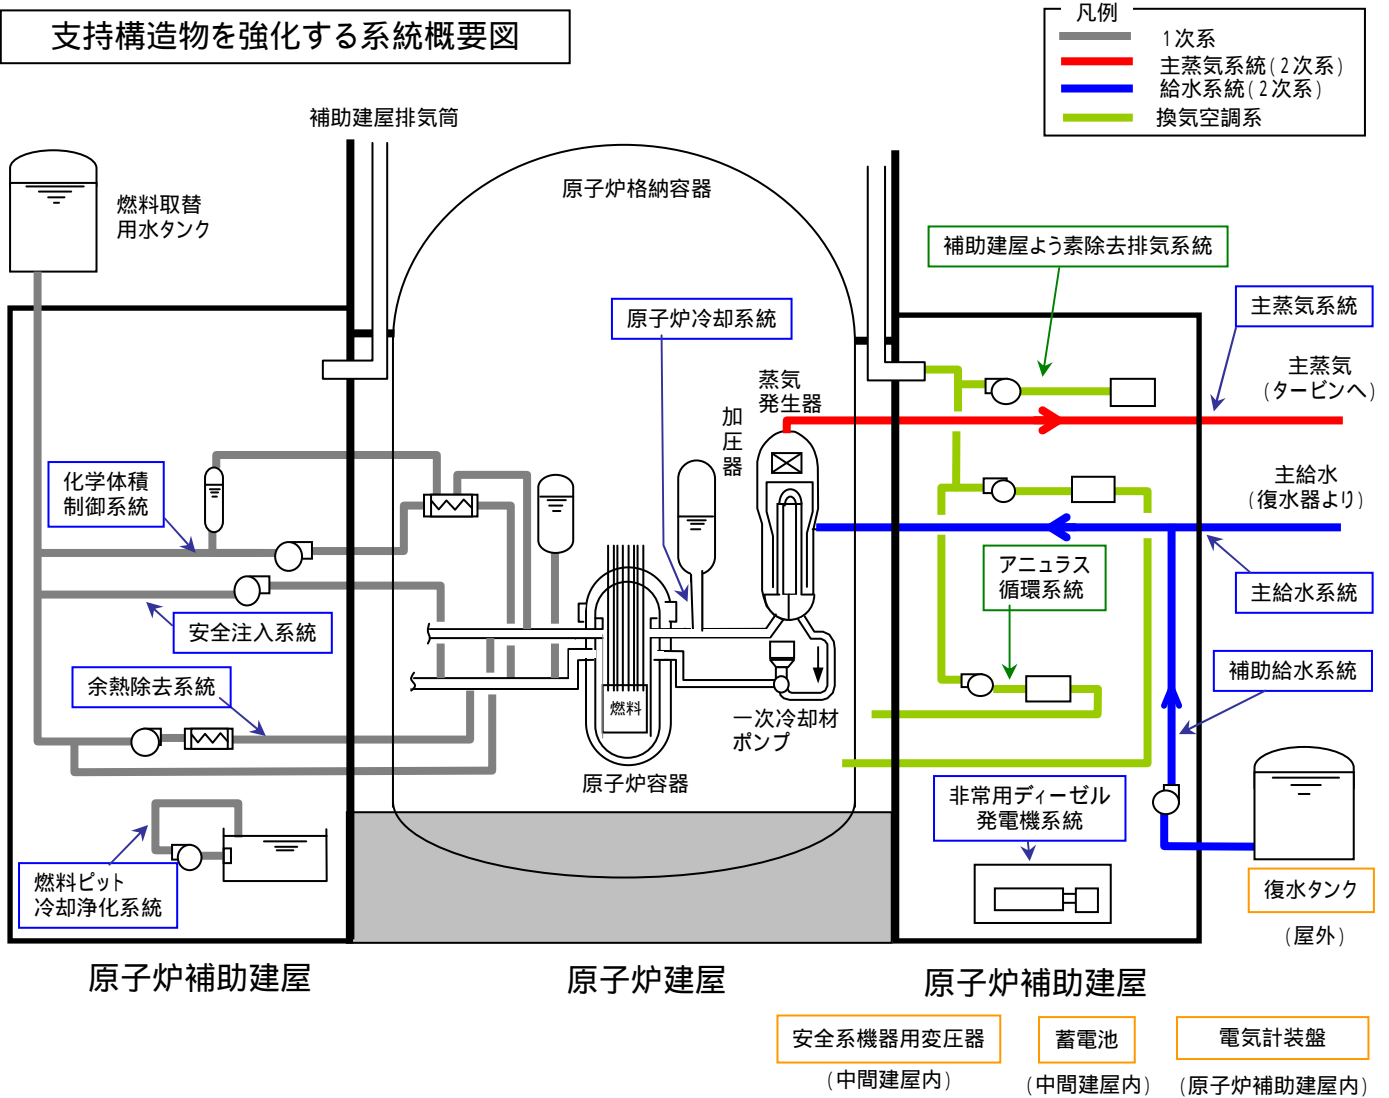 支持構造物を強化する系統概要図
凡例
1次系
主蒸気系統(2次系)
給水系統(2次系)
換気空調系
補助建屋排気筒
原子炉格納容器
燃料取替
用水タンク
補助建屋よう素除去排気系統
原子炉冷却系統
主蒸気系統
主蒸気
(タービンへ)
蒸気
発生器
加圧器
化学体積
制御系統
主給水
(復水器より)
アニュラス
循環系統
主給水系統
安全注入系統
補助給水系統
余熱除去系統
燃料
一次冷却材
ポンプ
原子炉容器
非常用ディーゼル
発電機系統
燃料ピット
冷却浄化系統
復水タンク
(屋外)
原子炉補助建屋
原子炉建屋
原子炉補助建屋
安全系機器用変圧器
(中間建屋内)
蓄電池
(中間建屋内)
電気計装盤
(原子炉補助建屋内)